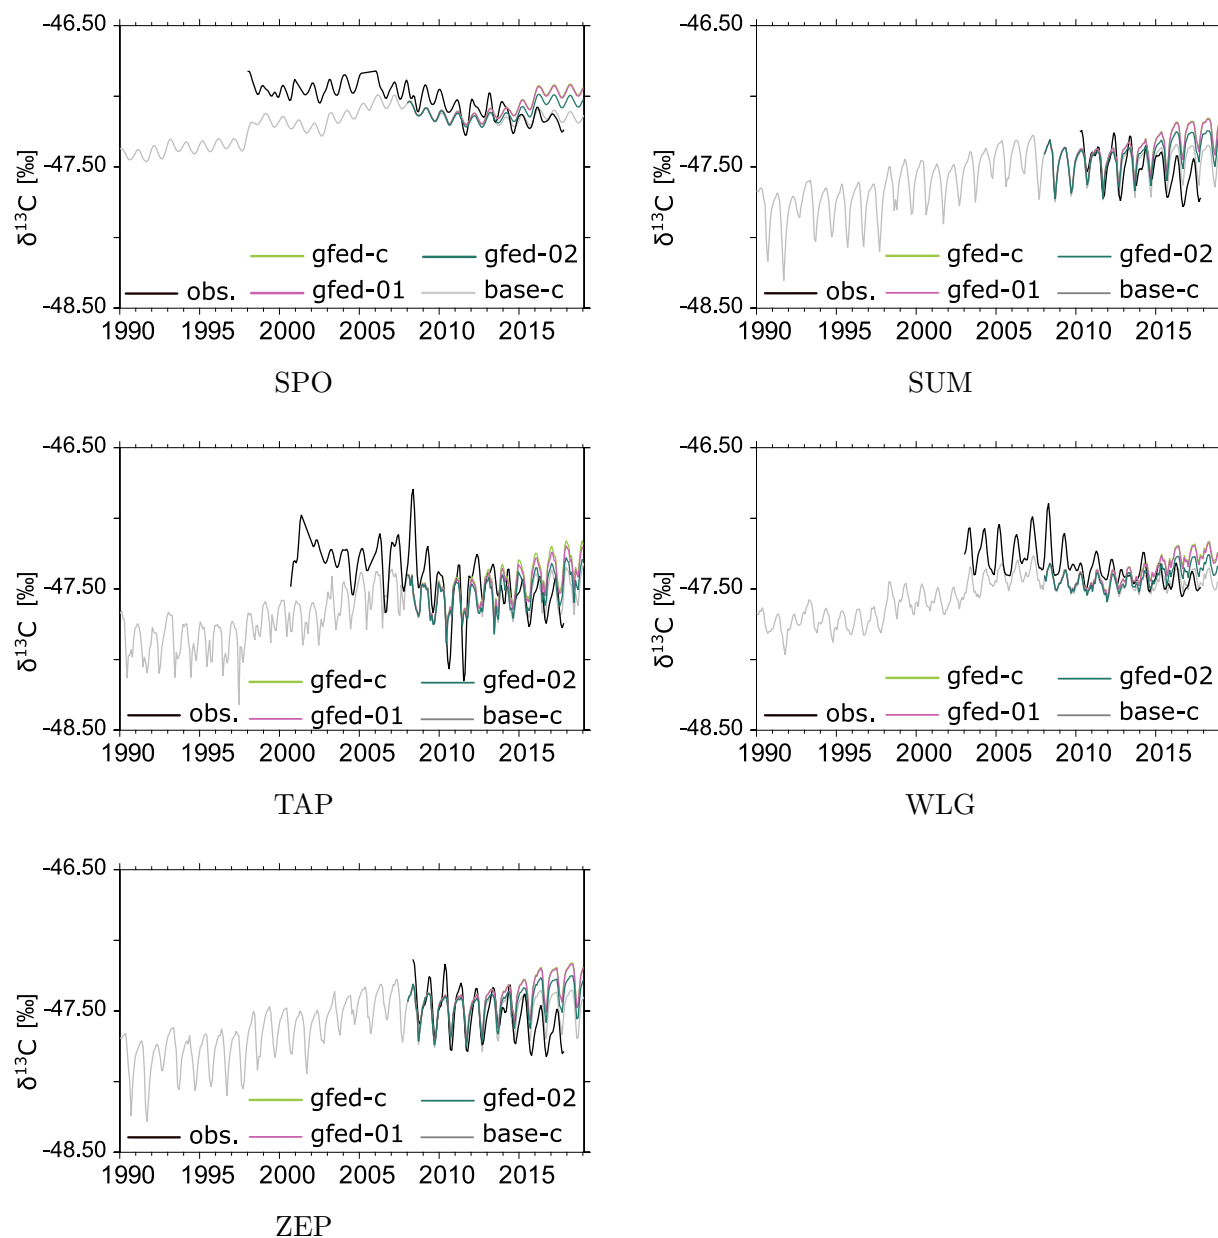 -46.50 -46.50
-47.50 -47.50
δ¹³C [‰] δ¹³C [‰]
gfed-c gfed-02 gfed-c gfed-02
obs. gfed-01 base-c obs. gfed-01 base-c
-48.50 -48.50
1990 1995 2000 2005 2010 2015 1990 1995 2000 2005 2010 2015
SPO SUM
-46.50 -46.50
-47.50 -47.50
δ¹³C [‰] δ¹³C [‰]
gfed-c gfed-02 gfed-c gfed-02
obs. gfed-01 base-c obs. gfed-01 base-c
-48.50 -48.50
1990 1995 2000 2005 2010 2015 1990 1995 2000 2005 2010 2015
TAP WLG
-46.50
-47.50
δ¹³C [‰]
gfed-c gfed-02
obs. gfed-01 base-c
-48.50
1990 1995 2000 2005 2010 2015
ZEP